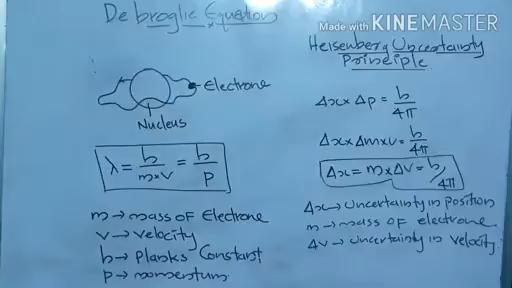 De broglie Equation
Made with KINEMASTER
Heisenberg Uncertainty
Principle
Electrone
Nucleus
λ = h/m×v = h/p
m → mass of Electrone
v → velocity
h → Planks Constant
p → momentum
Δx × Δp = h/4π
Δx × Δm×v = h/4π
Δx = m×Δv = h/4π
Δx → Uncertainty in position
m → mass of electrone
Δv → Uncertainty in velocity